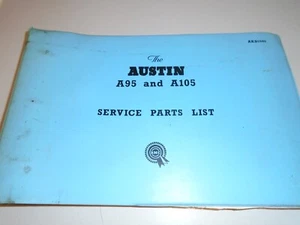 The
AUSTIN
A95 and A105
SERVICE PARTS LIST